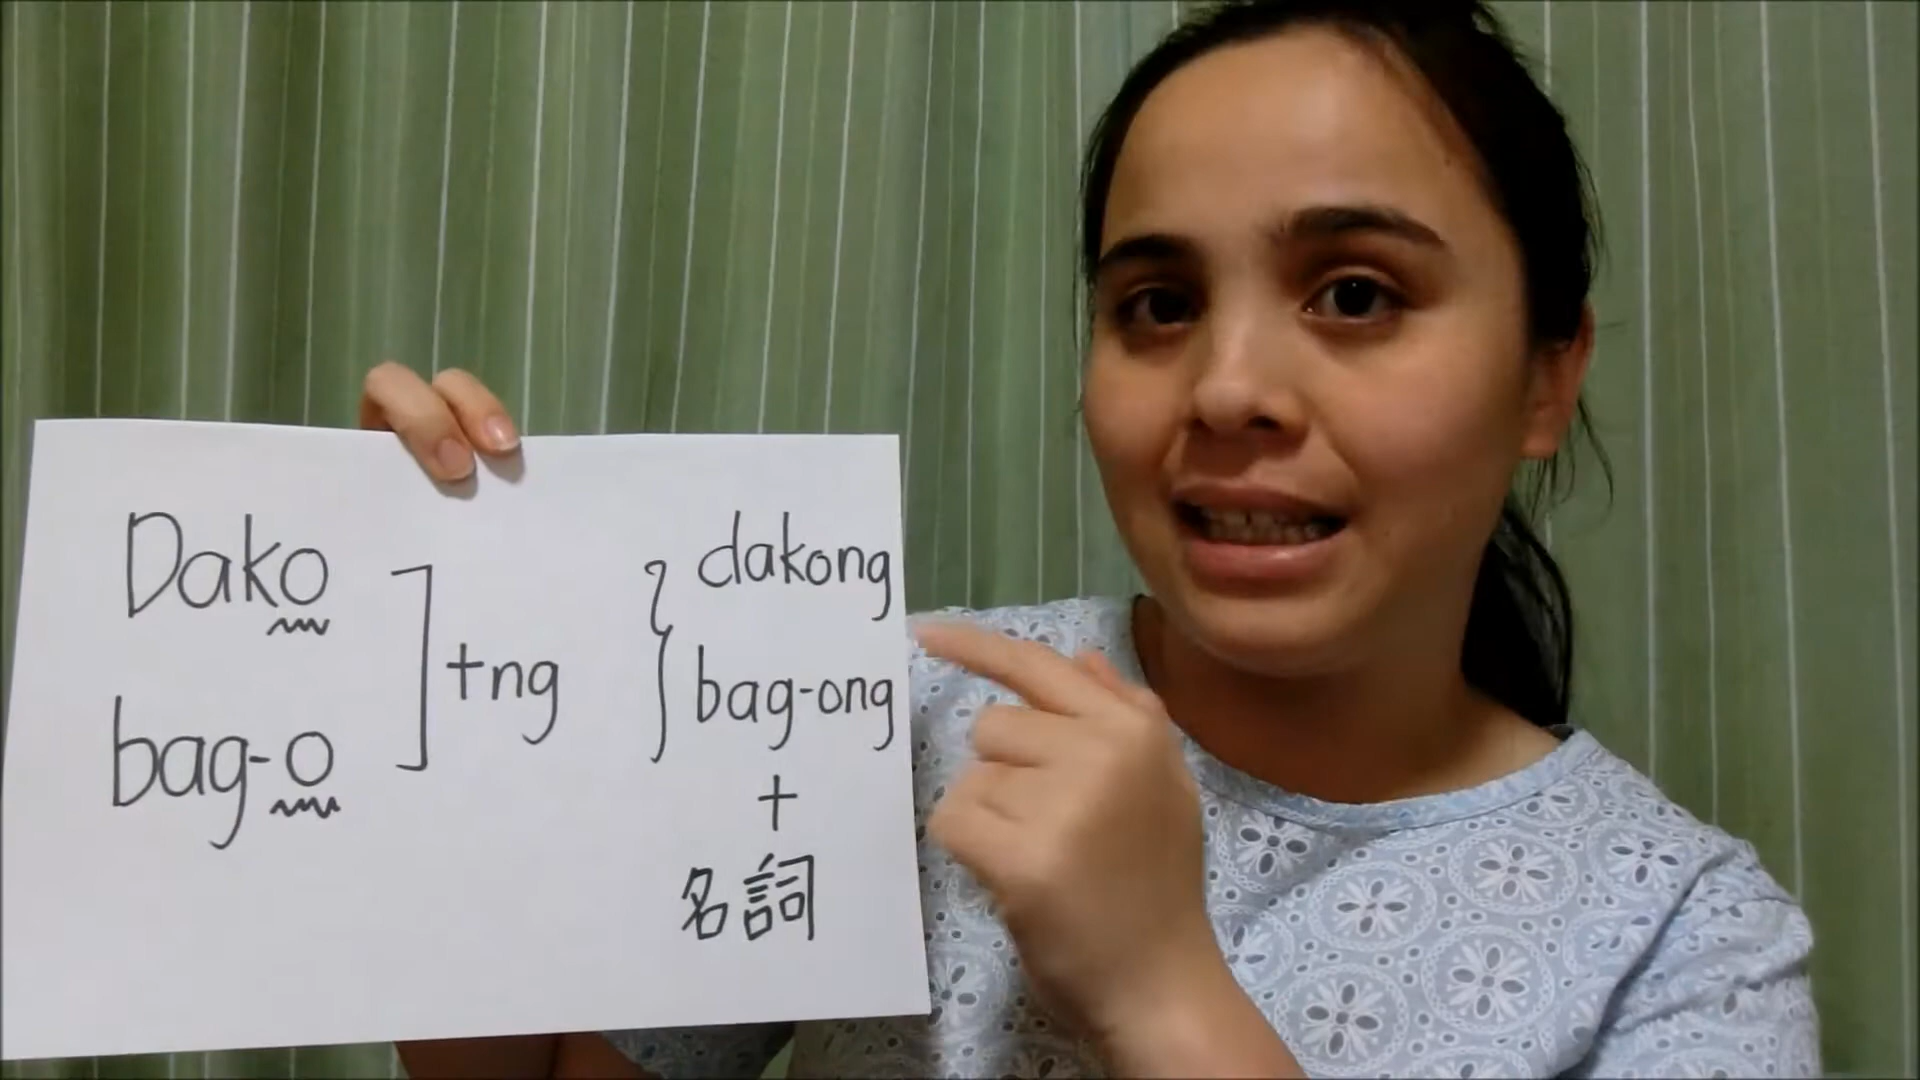 Dako
bag-o
+ng
dakong
bag-ong
+
名詞